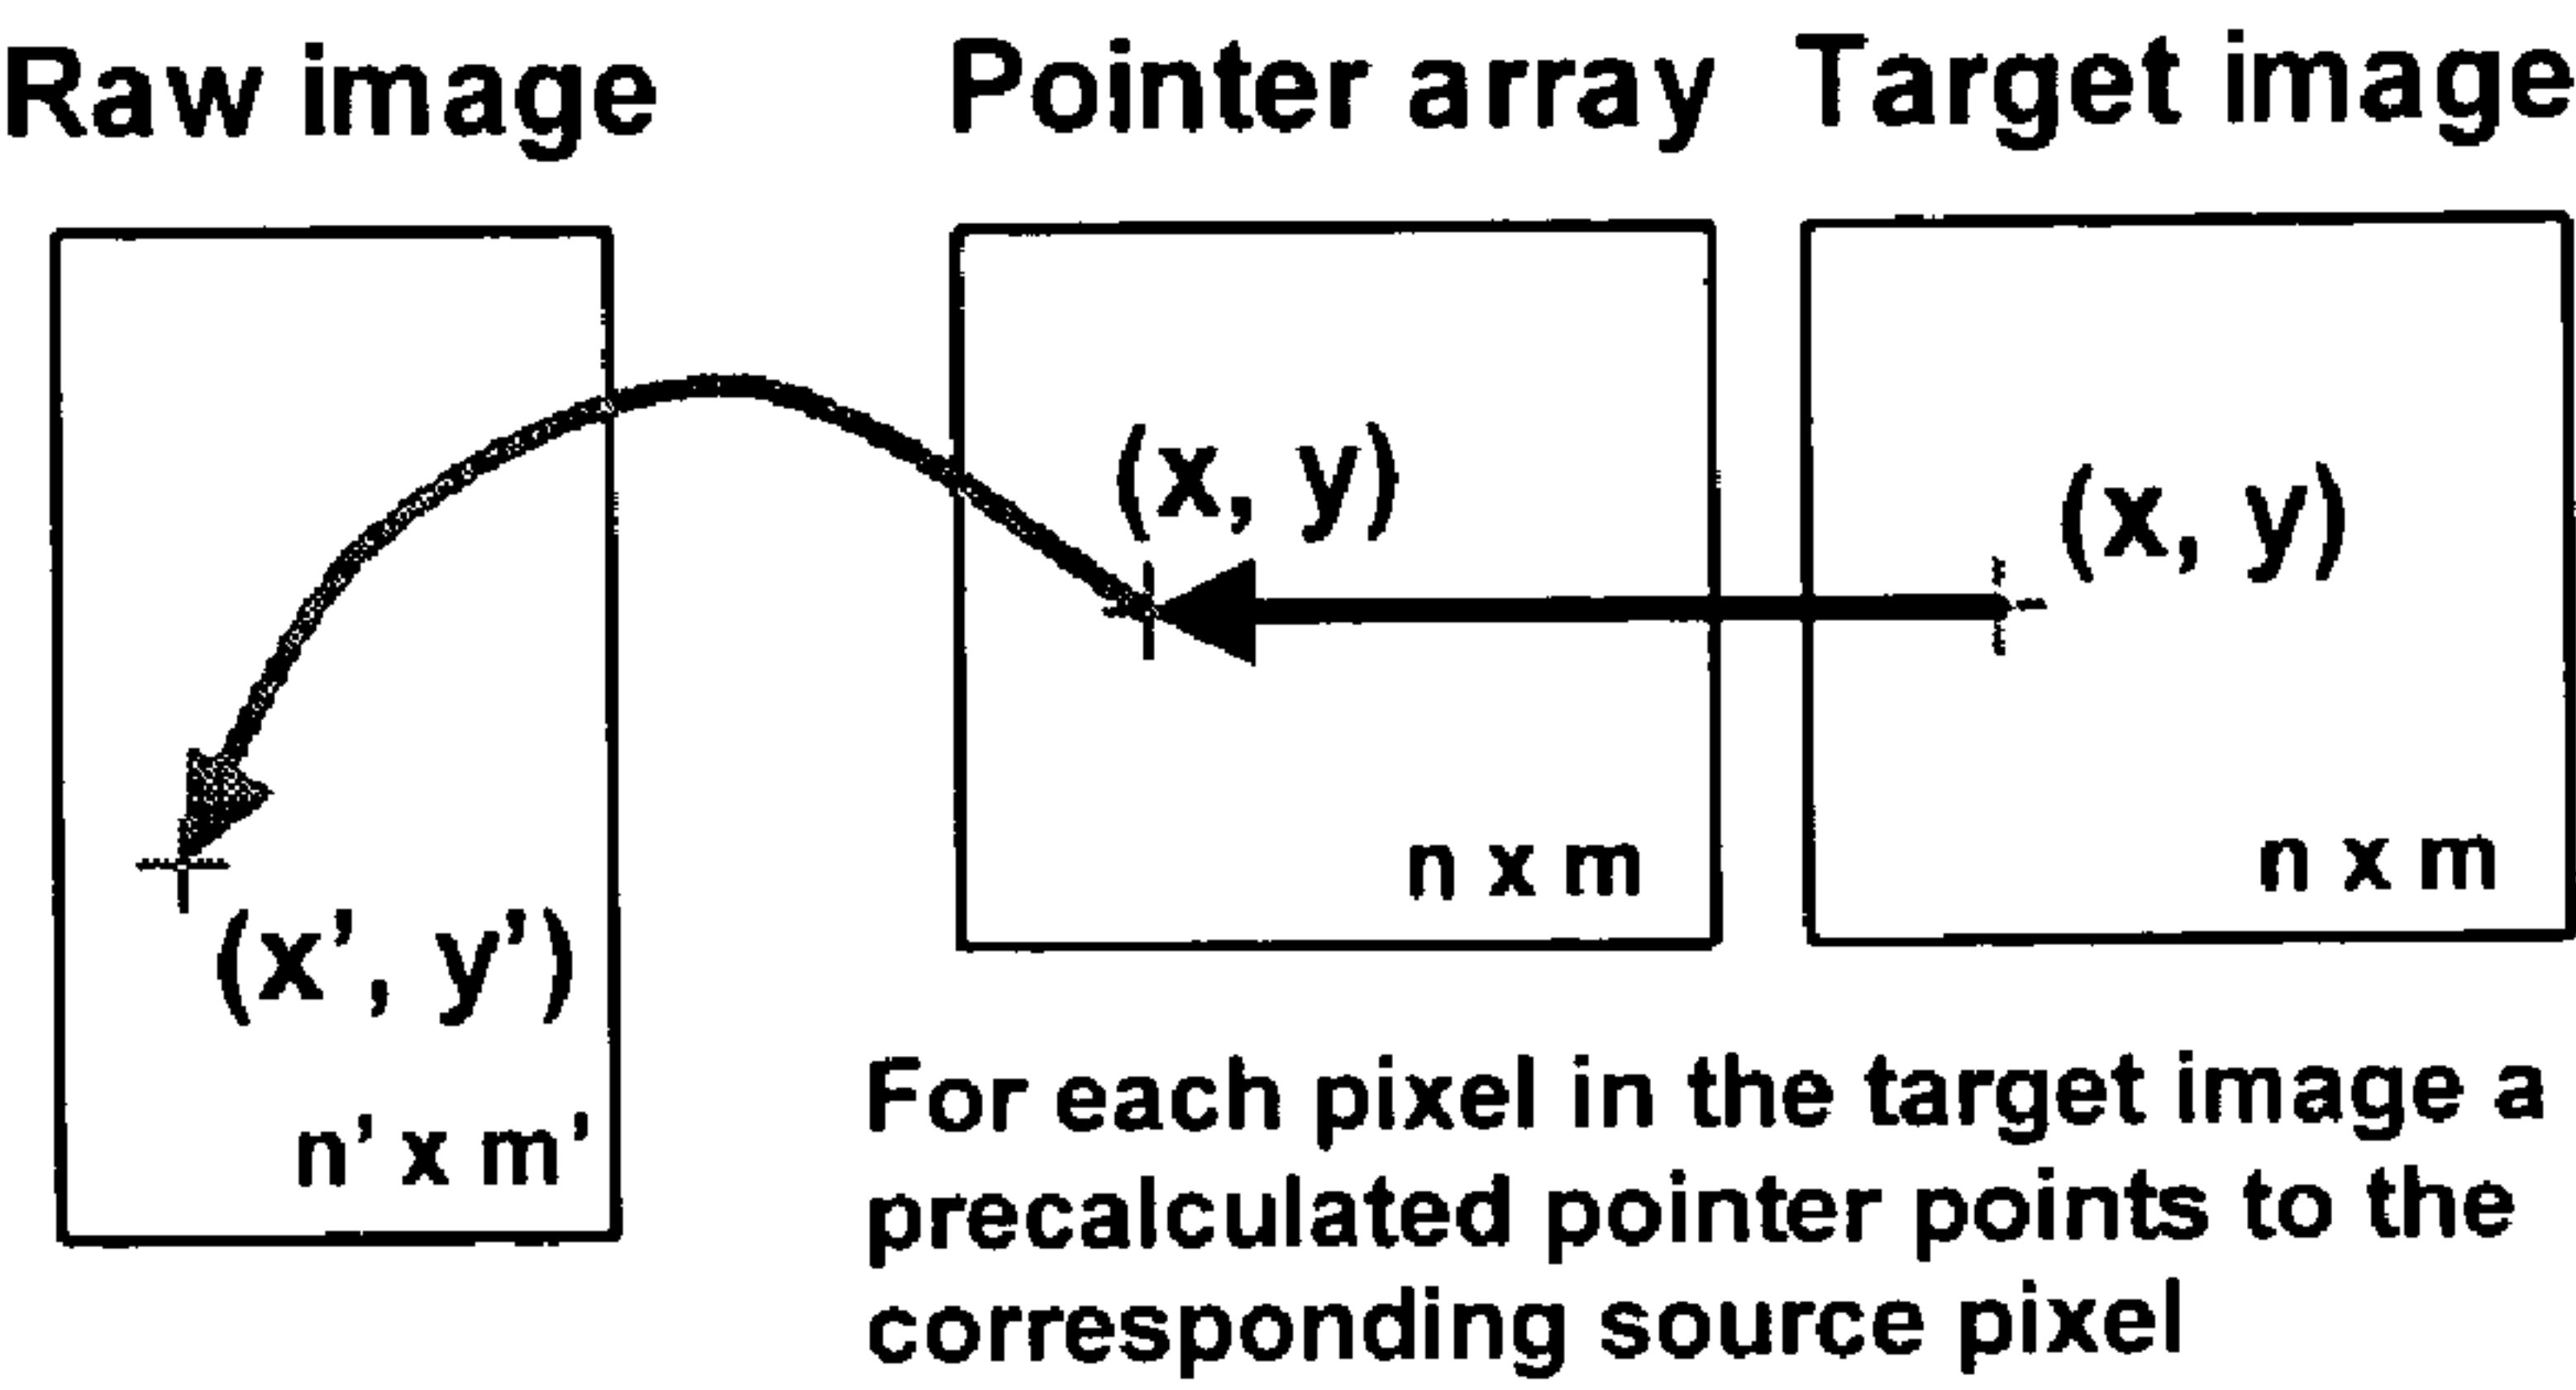 Raw image
Pointer array
Target image
(x, y)
(x, y)
n x m
n x m
(x’, y’)
n’ x m’
For each pixel in the target image a
precalculated pointer points to the
corresponding source pixel